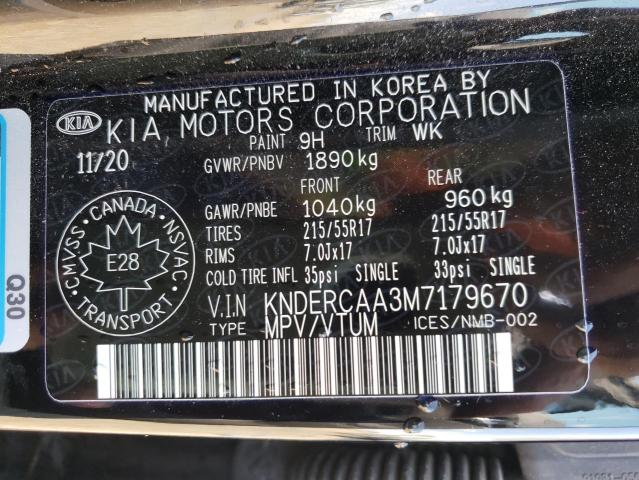 MANUFACTURED IN KOREA BY
KIA KIA MOTORS CORPORATION
11/20 PAINT 9H TRIM WK
GVWR/PNBV 1890kg
FRONT REAR
GAWR/PNBE 1040kg 960kg
TIRES 215/55R17 215/55R17
RIMS 7.0Jx17 7.0Jx17
COLD TIRE INFL 35psi SINGLE 33psi SINGLE
V.I.N KNDERCAA3M7179670
TYPE MPV/VTUM ICES/NMB-002
CANADA
CMVSS NSVAC
E28
TRANSPORT
Q30